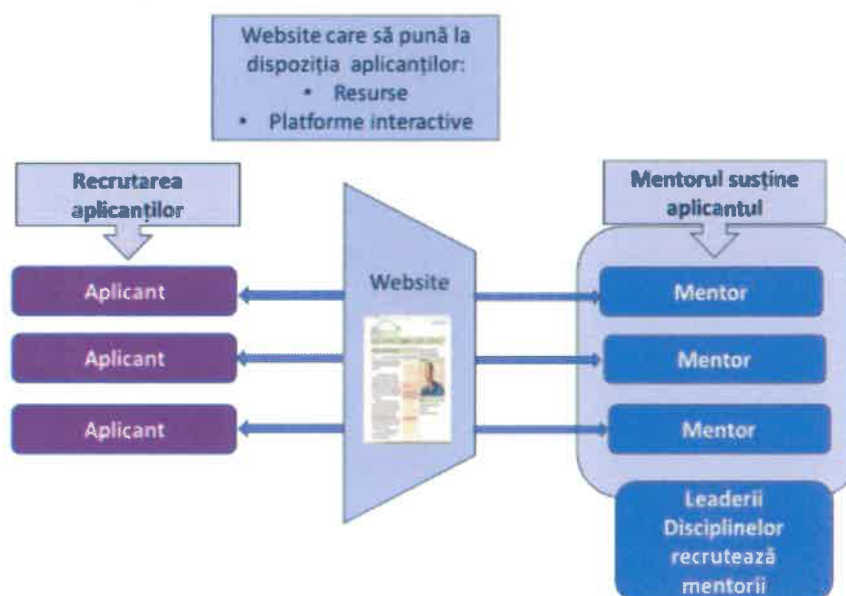 Website care să pună la
dispoziția aplicanților:
• Resurse
• Platforme interactive
Recrutarea
aplicanților
Mentorul susține
aplicantul
Website
Aplicant
Mentor
Aplicant
Mentor
Aplicant
Mentor
Leaderii
Disciplinelor
recrutează
mentorii